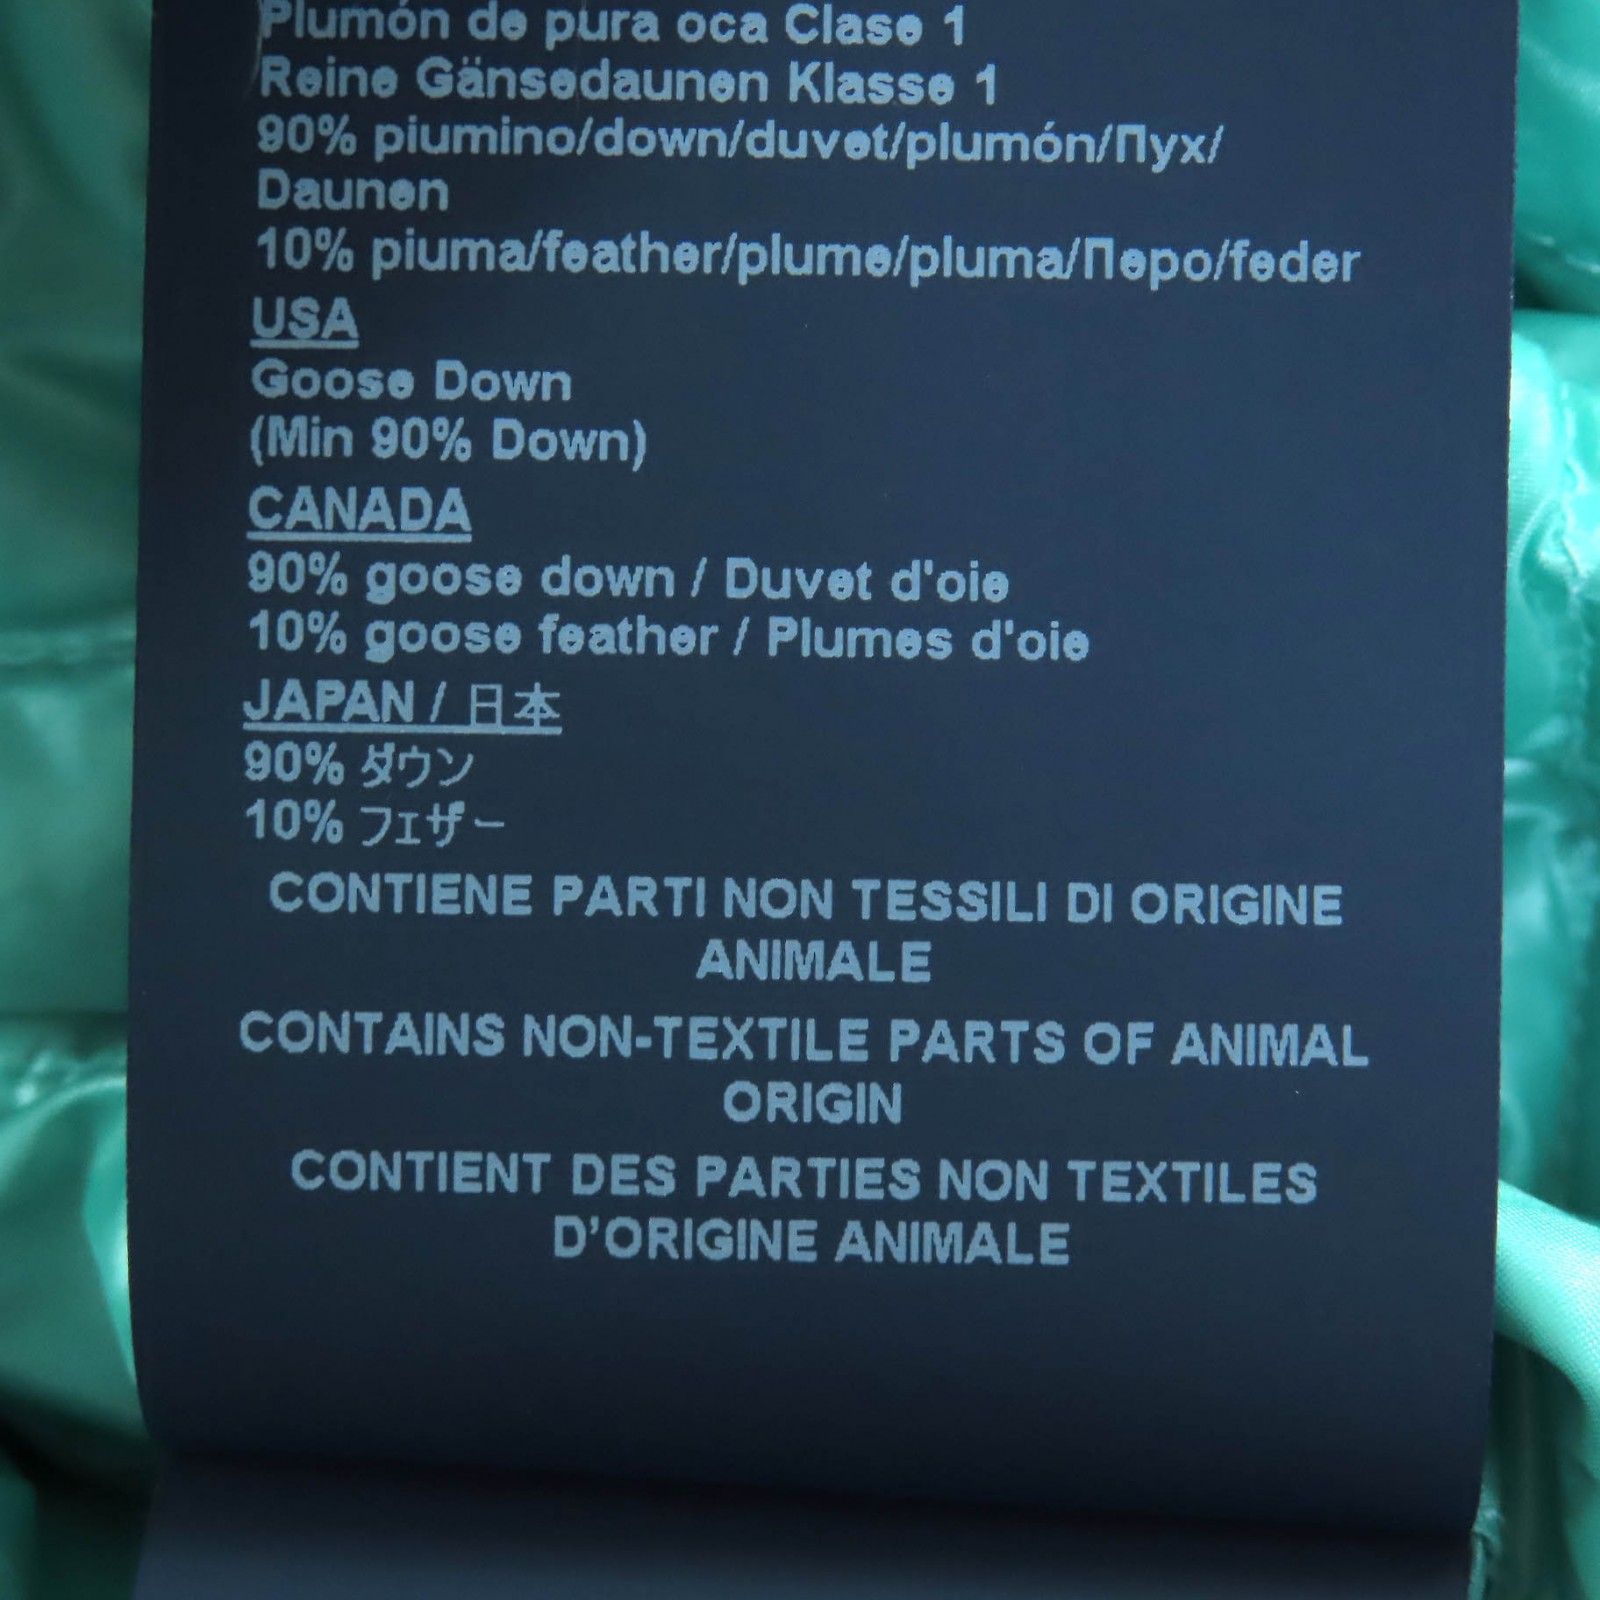 Plumón de pura oca Clase 1
Reine Gänsedaunen Klasse 1
90% piumino/down/duvet/plumón/Пух/
Daunen
10% piuma/feather/plume/pluma/Перо/feder
USA
Goose Down
(Min 90% Down)
CANADA
90% goose down / Duvet d'oie
10% goose feather / Plumes d'oie
JAPAN / 日本
90% ダウン
10% フェザー
CONTIENE PARTI NON TESSILI DI ORIGINE
ANIMALE
CONTAINS NON-TEXTILE PARTS OF ANIMAL
ORIGIN
CONTIENT DES PARTIES NON TEXTILES
D’ORIGINE ANIMALE